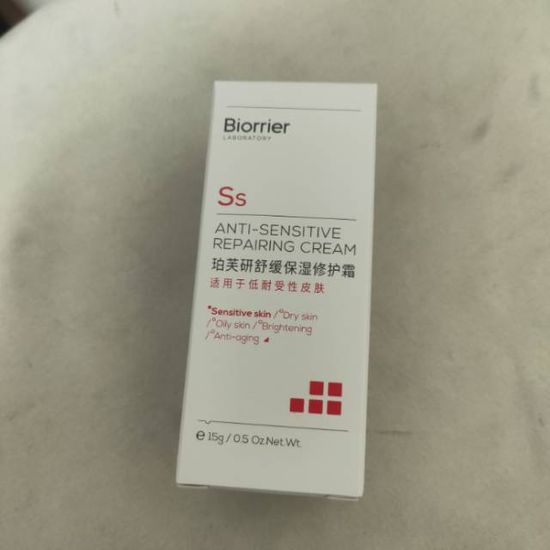 Biorrier
LABORATORY
Ss
ANTI-SENSITIVE
REPAIRING CREAM
珀芙研舒缓保湿修护霜
适用于低耐受性皮肤
*Sensitive skin / °Dry skin
/ °Oily skin / °Brightening
/ °Anti-aging
e 15g / 0.5 Oz.Net.Wt.